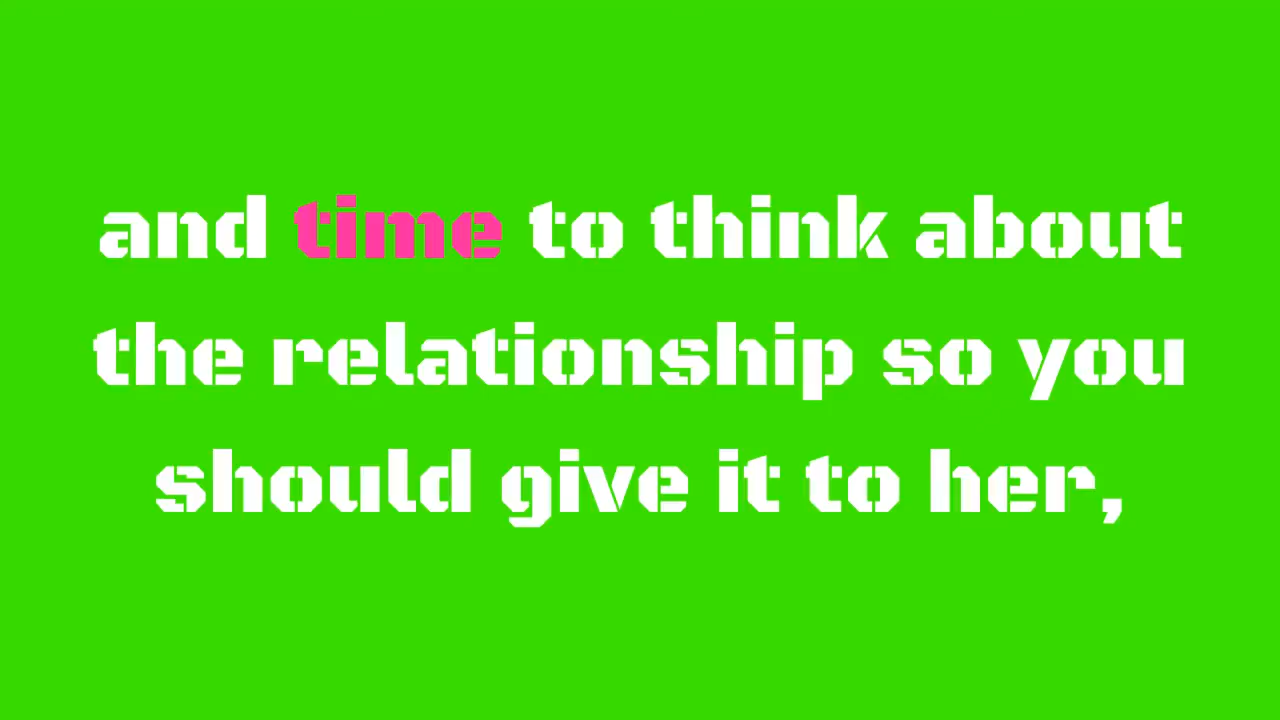 and time to think about
the relationship so you
should give it to her,